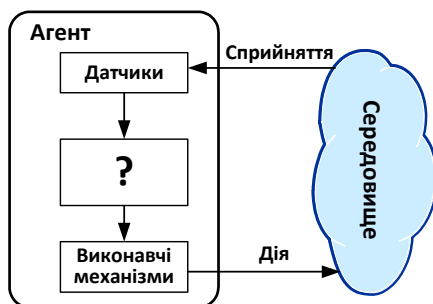 Агент
Датчики
Сприйняття
?
Середовище
Виконавчі
механізми
Дія